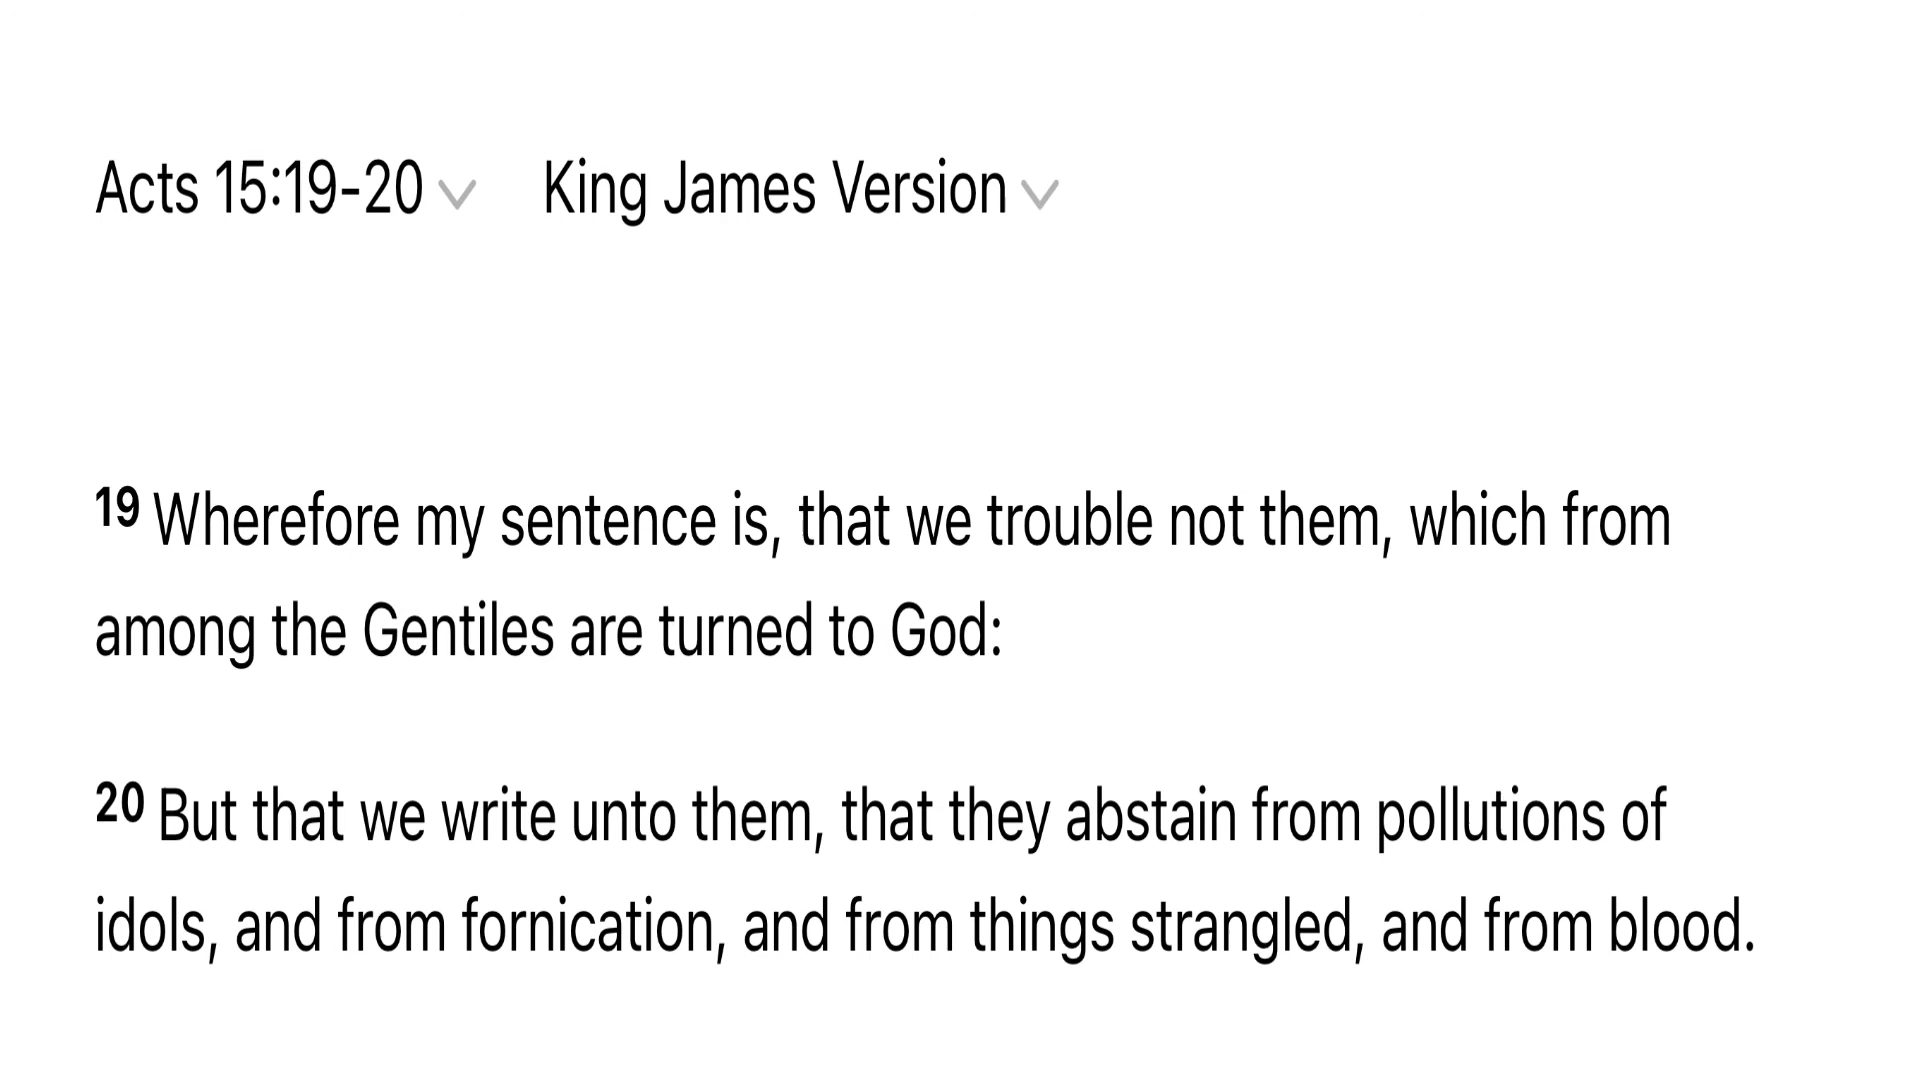 Acts 15:19-20 King James Version
19 Wherefore my sentence is, that we trouble not them, which from
among the Gentiles are turned to God:
20 But that we write unto them, that they abstain from pollutions of
idols, and from fornication, and from things strangled, and from blood.